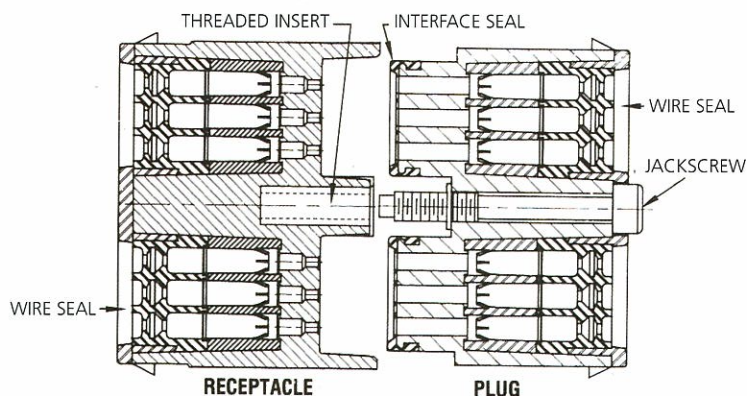 THREADED INSERT
INTERFACE SEAL
WIRE SEAL
JACKSCREW
WIRE SEAL
RECEPTACLE
PLUG